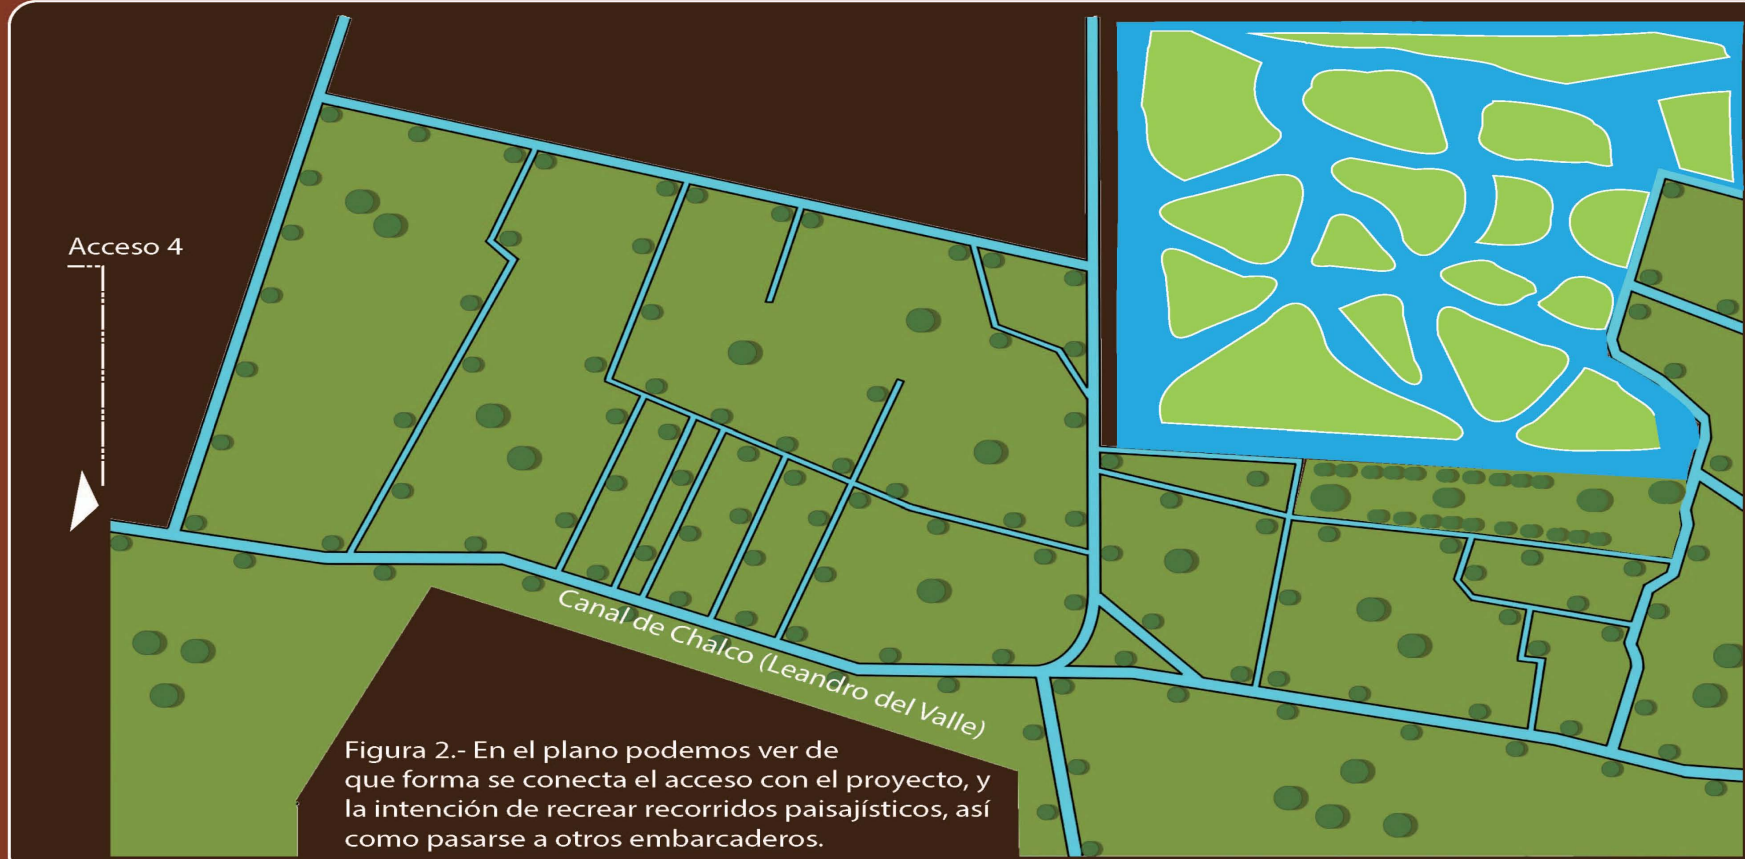 Acceso 4
Canal de Chalco (Leandro del Valle)
Figura 2.- En el plano podemos ver de
que forma se conecta el acceso con el proyecto, y
la intención de recrear recorridos paisajísticos, así
como pasarse a otros embarcaderos.